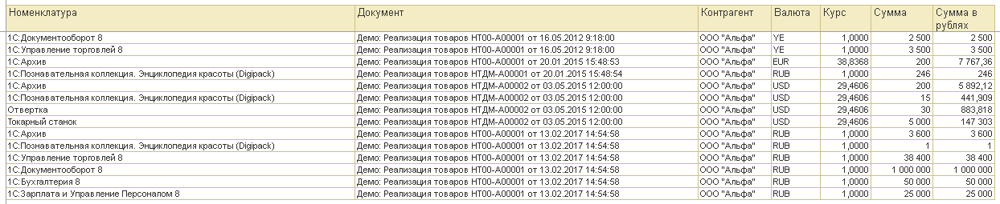 Номенклатура Документ Контрагент Валюта Курс Сумма Сумма в рублях
1С:Документооборот 8 Демо: Реализация товаров НТ00-А00001 от 16.05.2012 9:18:00 ООО "Альфа" YE 1,0000 2 500 2 500
1С:Управление торговлей 8 Демо: Реализация товаров НТ00-А00001 от 16.05.2012 9:18:00 ООО "Альфа" YE 1,0000 3 500 3 500
1С:Архив Демо: Реализация товаров НТ00-А00001 от 20.01.2015 15:48:53 ООО "Альфа" EUR 38,8368 200 7 767,36
1С:Познавательная коллекция. Энциклопедия красоты (Digipack) Демо: Реализация товаров НТДМ-А00001 от 20.01.2015 15:48:54 ООО "Альфа" RUB 1,0000 246 246
1С:Архив Демо: Реализация товаров НТДМ-А00002 от 03.05.2015 12:00:00 ООО "Альфа" USD 29,4606 200 5 892,12
1С:Познавательная коллекция. Энциклопедия красоты (Digipack) Демо: Реализация товаров НТДМ-А00002 от 03.05.2015 12:00:00 ООО "Альфа" USD 29,4606 15 441,909
Отвертка Демо: Реализация товаров НТДМ-А00002 от 03.05.2015 12:00:00 ООО "Альфа" USD 29,4606 30 883,818
Токарный станок Демо: Реализация товаров НТДМ-А00002 от 03.05.2015 12:00:00 ООО "Альфа" USD 29,4606 5 000 147 303
1С:Архив Демо: Реализация товаров НТ00-А00001 от 13.02.2017 14:54:58 ООО "Альфа" RUB 1,0000 3 600 3 600
1С:Познавательная коллекция. Энциклопедия красоты (Digipack) Демо: Реализация товаров НТ00-А00001 от 13.02.2017 14:54:58 ООО "Альфа" RUB 1,0000 1 1
1С:Управление торговлей 8 Демо: Реализация товаров НТ00-А00001 от 13.02.2017 14:54:58 ООО "Альфа" RUB 1,0000 38 400 38 400
1С:Документооборот 8 Демо: Реализация товаров НТ00-А00001 от 13.02.2017 14:54:58 ООО "Альфа" RUB 1,0000 1 000 000 1 000 000
1С:Бухгалтерия 8 Демо: Реализация товаров НТ00-А00001 от 13.02.2017 14:54:58 ООО "Альфа" RUB 1,0000 50 000 50 000
1С:Зарплата и Управление Персоналом 8 Демо: Реализация товаров НТ00-А00001 от 13.02.2017 14:54:58 ООО "Альфа" RUB 1,0000 25 000 25 000